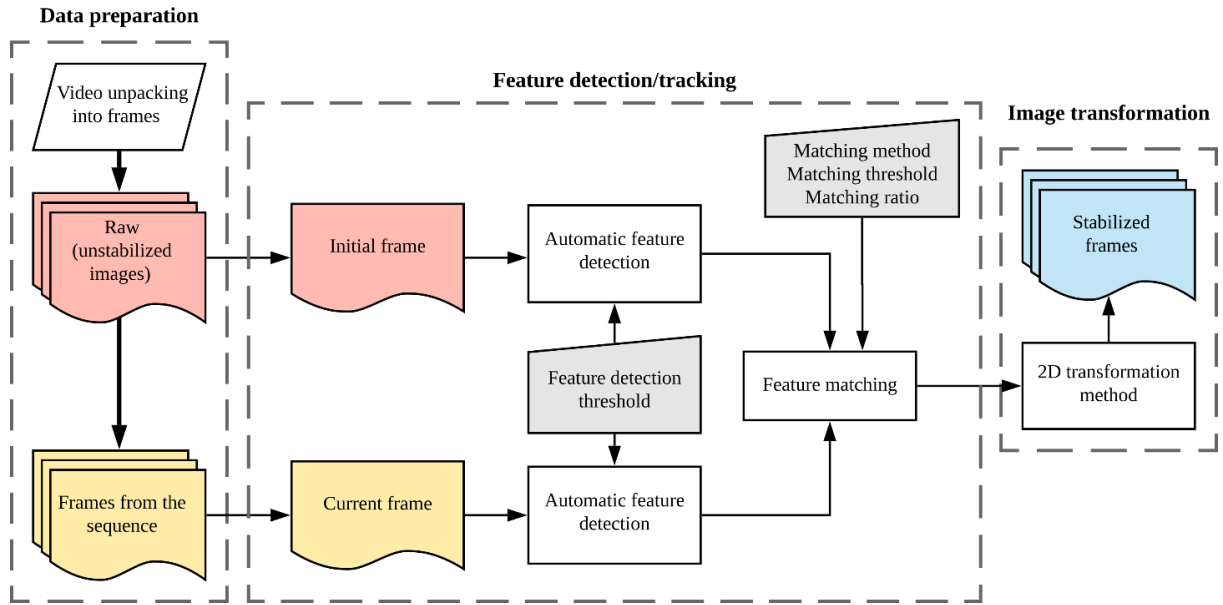 Data preparation
Video unpacking
into frames
Raw
(unstabilized
images)
Frames from the
sequence
Feature detection/tracking
Initial frame
Automatic feature
detection
Matching method
Matching threshold
Matching ratio
Feature detection
threshold
Feature matching
Current frame
Automatic feature
detection
Image transformation
Stabilized
frames
2D transformation
method